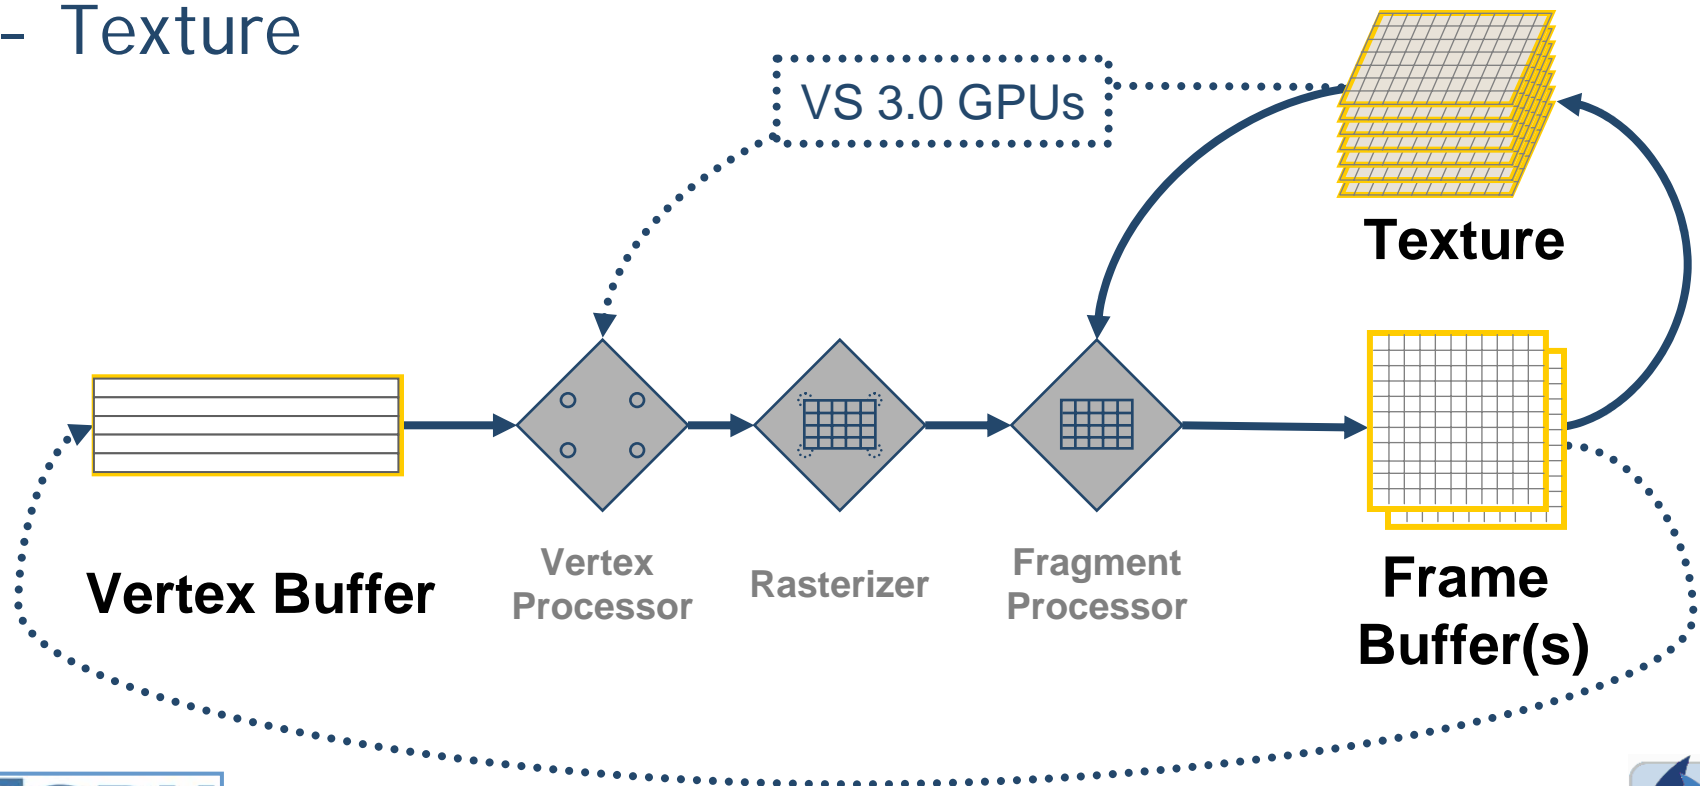 - Texture
VS 3.0 GPUs
Texture
Vertex Buffer
Vertex
Processor
Rasterizer
Fragment
Processor
Frame
Buffer(s)